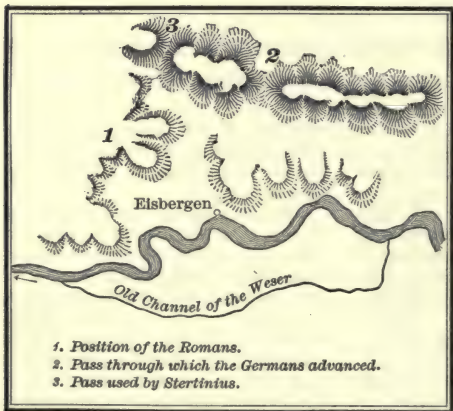 3
2
1
Eisbergen
Old Channel of the Weser
1. Position of the Romans.
2. Pass through which the Germans advanced.
3. Pass used by Stertinius.